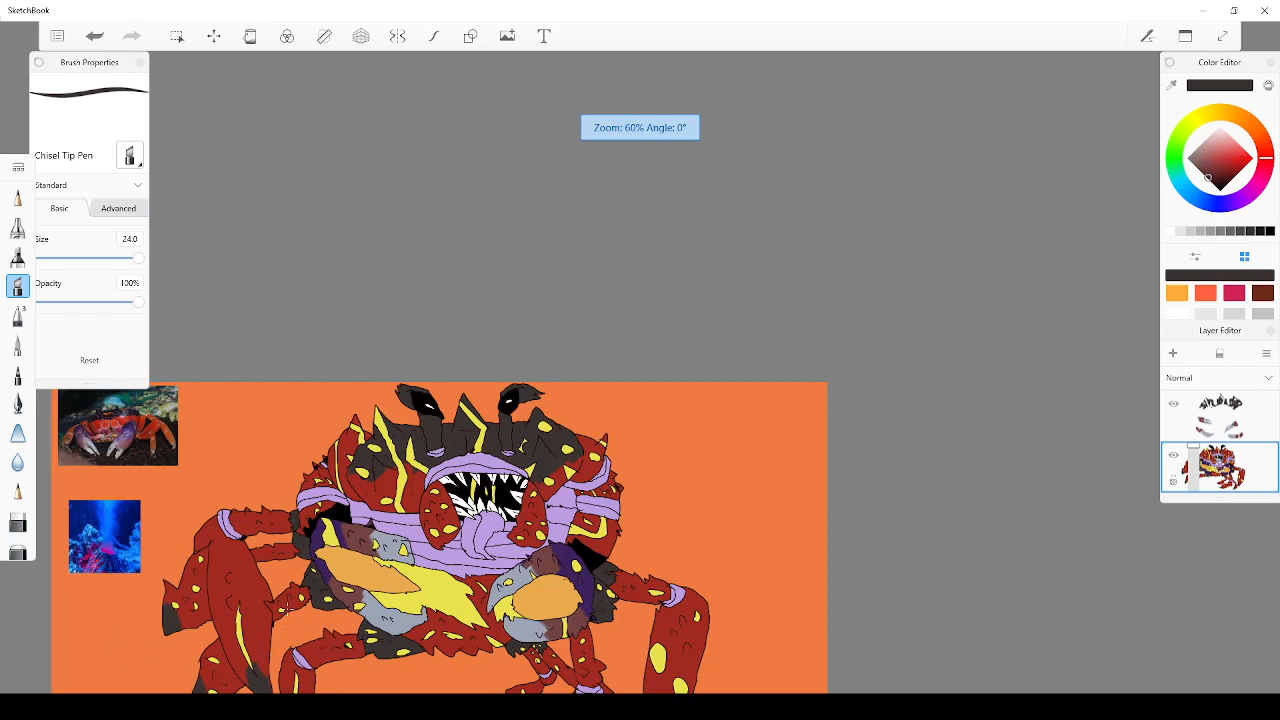 SketchBook
Brush Properties
Color Editor
Zoom: 60% Angle: 0°
Chisel Tip Pen
Standard
Basic
Advanced
Size
24.0
Opacity
100%
Reset
3
Layer Editor
Normal